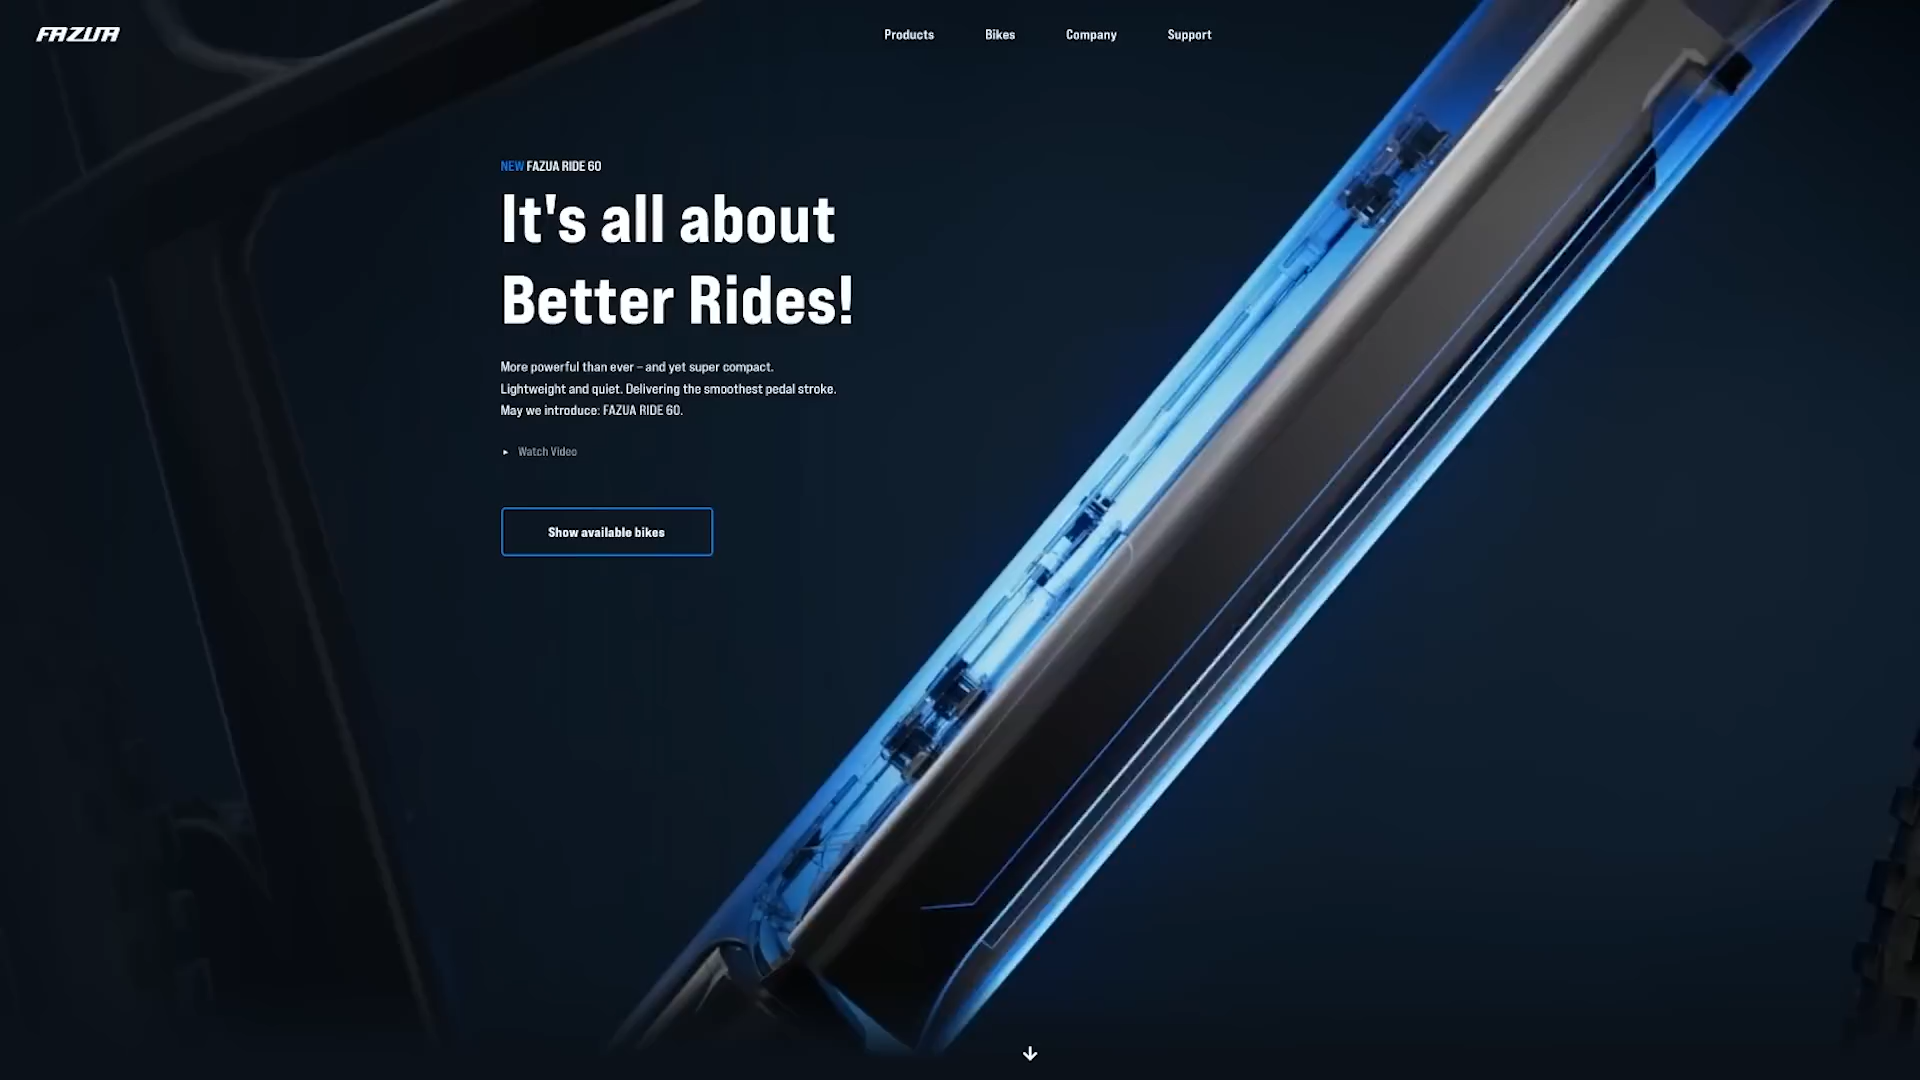 FAZUA
Products
Bikes
Company
Support
NEW FAZUA RIDE 60
It's all about
Better Rides!
More powerful than ever – and yet super compact.
Lightweight and quiet. Delivering the smoothest pedal stroke.
May we introduce: FAZUA RIDE 60.
Watch Video
Show available bikes